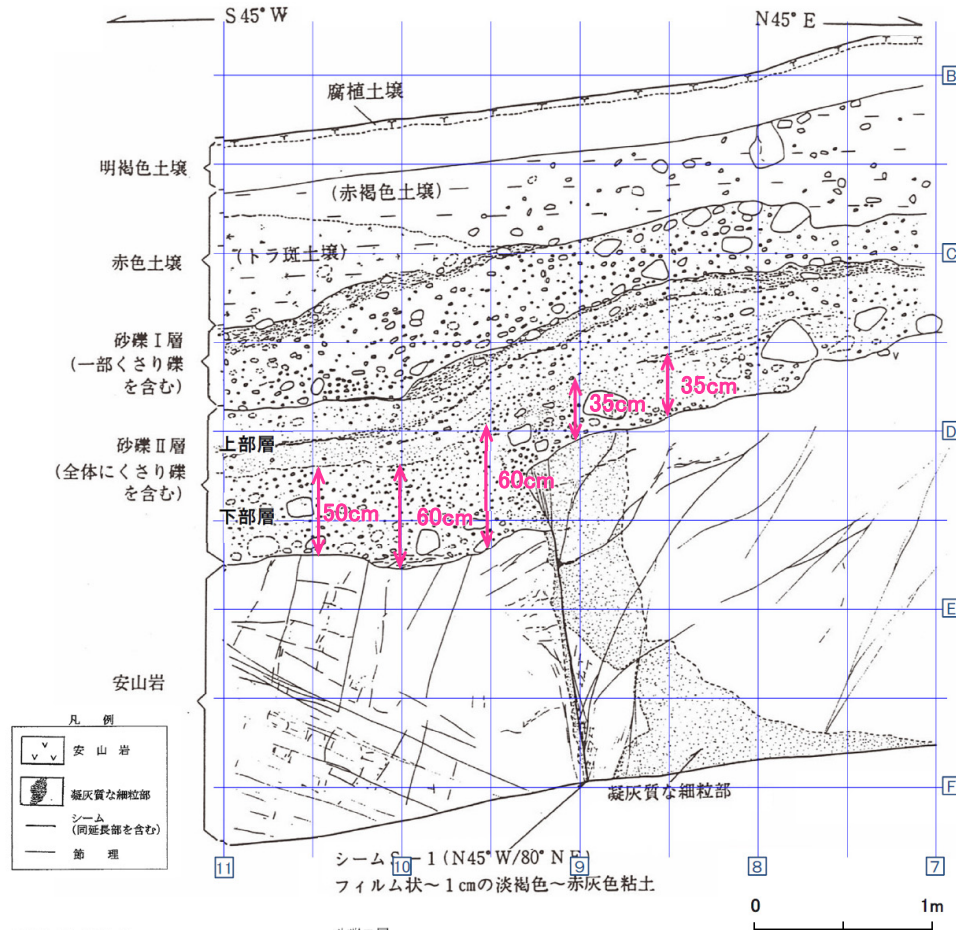 S 45° W
N 45° E
B
腐植土壌
明褐色土壌
(赤褐色土壌)
(トラ斑土壌)
C
赤色土壌
砂礫Ⅰ層
(一部くさり礫
を含む)
35cm
35cm
D
砂礫Ⅱ層
上部層
(全体にくさり礫
を含む)
60cm
下部層
50cm
60cm
E
安山岩
凡 例
安 山 岩
凝灰質な細粒部
シーム
(同延長部を含む)
節 理
凝灰質な細粒部
F
11
10
9
8
7
シームS-1 (N45°W/80°NE)
フィルム状~1㎝の淡褐色~赤灰色粘土
0
1m